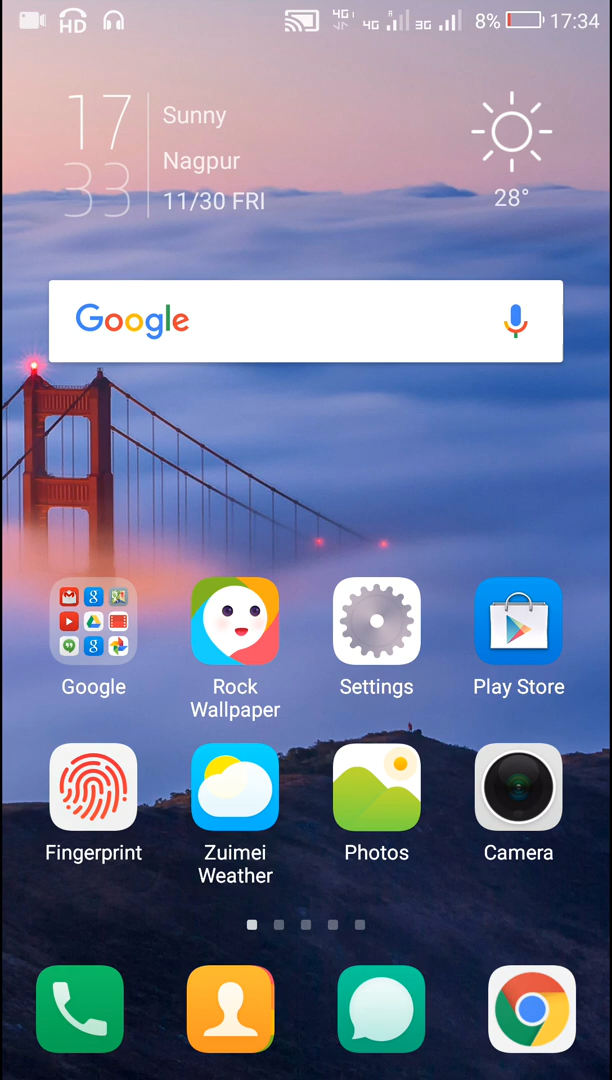 HD 4G 4G R 3G 8% 17:34
17
33
Sunny
Nagpur
11/30 FRI
28°
Google
Google
Rock
Wallpaper
Settings
Play Store
Fingerprint
Zuimei
Weather
Photos
Camera